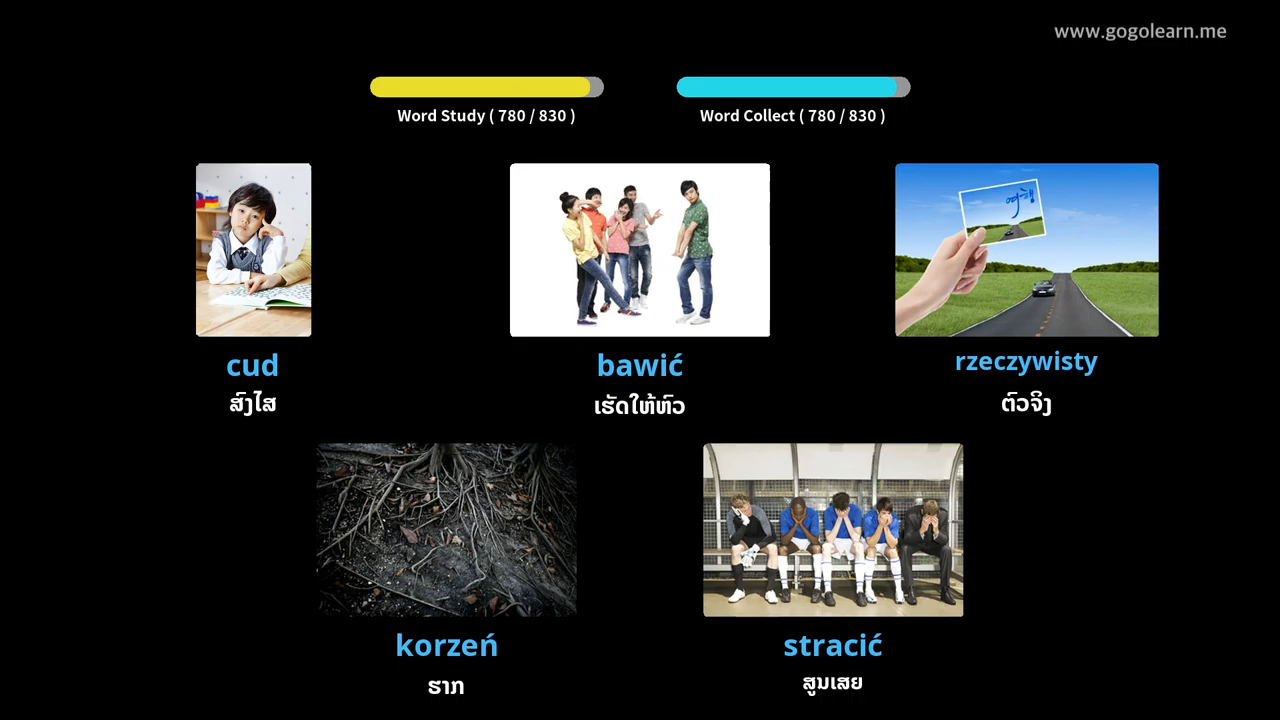 www.gogolearn.me
Word Study ( 780 / 830 )
Word Collect ( 780 / 830 )
여행
cud
ສົງໄສ
bawić
ເຮັດໃຫ້ຫົວ
rzeczywisty
ຕົວຈິງ
korzeń
ຮາກ
stracić
ສູນເສຍ